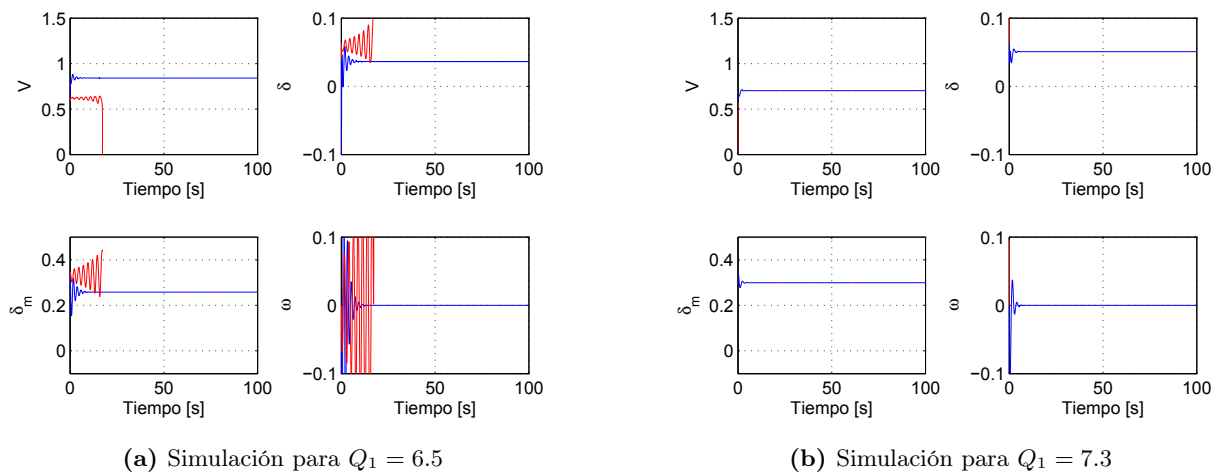 1.5
1
0.5
0
V
0 50 100
Tiempo [s]
0.1
0
−0.1
δ
0 50 100
Tiempo [s]
0.4
0.2
0
δm
0 50 100
Tiempo [s]
0.1
0
−0.1
ω
0 50 100
Tiempo [s]
(a) Simulación para Q1 = 6.5
1.5
1
0.5
0
V
0 50 100
Tiempo [s]
0.1
0
−0.1
δ
0 50 100
Tiempo [s]
0.4
0.2
0
δm
0 50 100
Tiempo [s]
0.1
0
−0.1
ω
0 50 100
Tiempo [s]
(b) Simulación para Q1 = 7.3